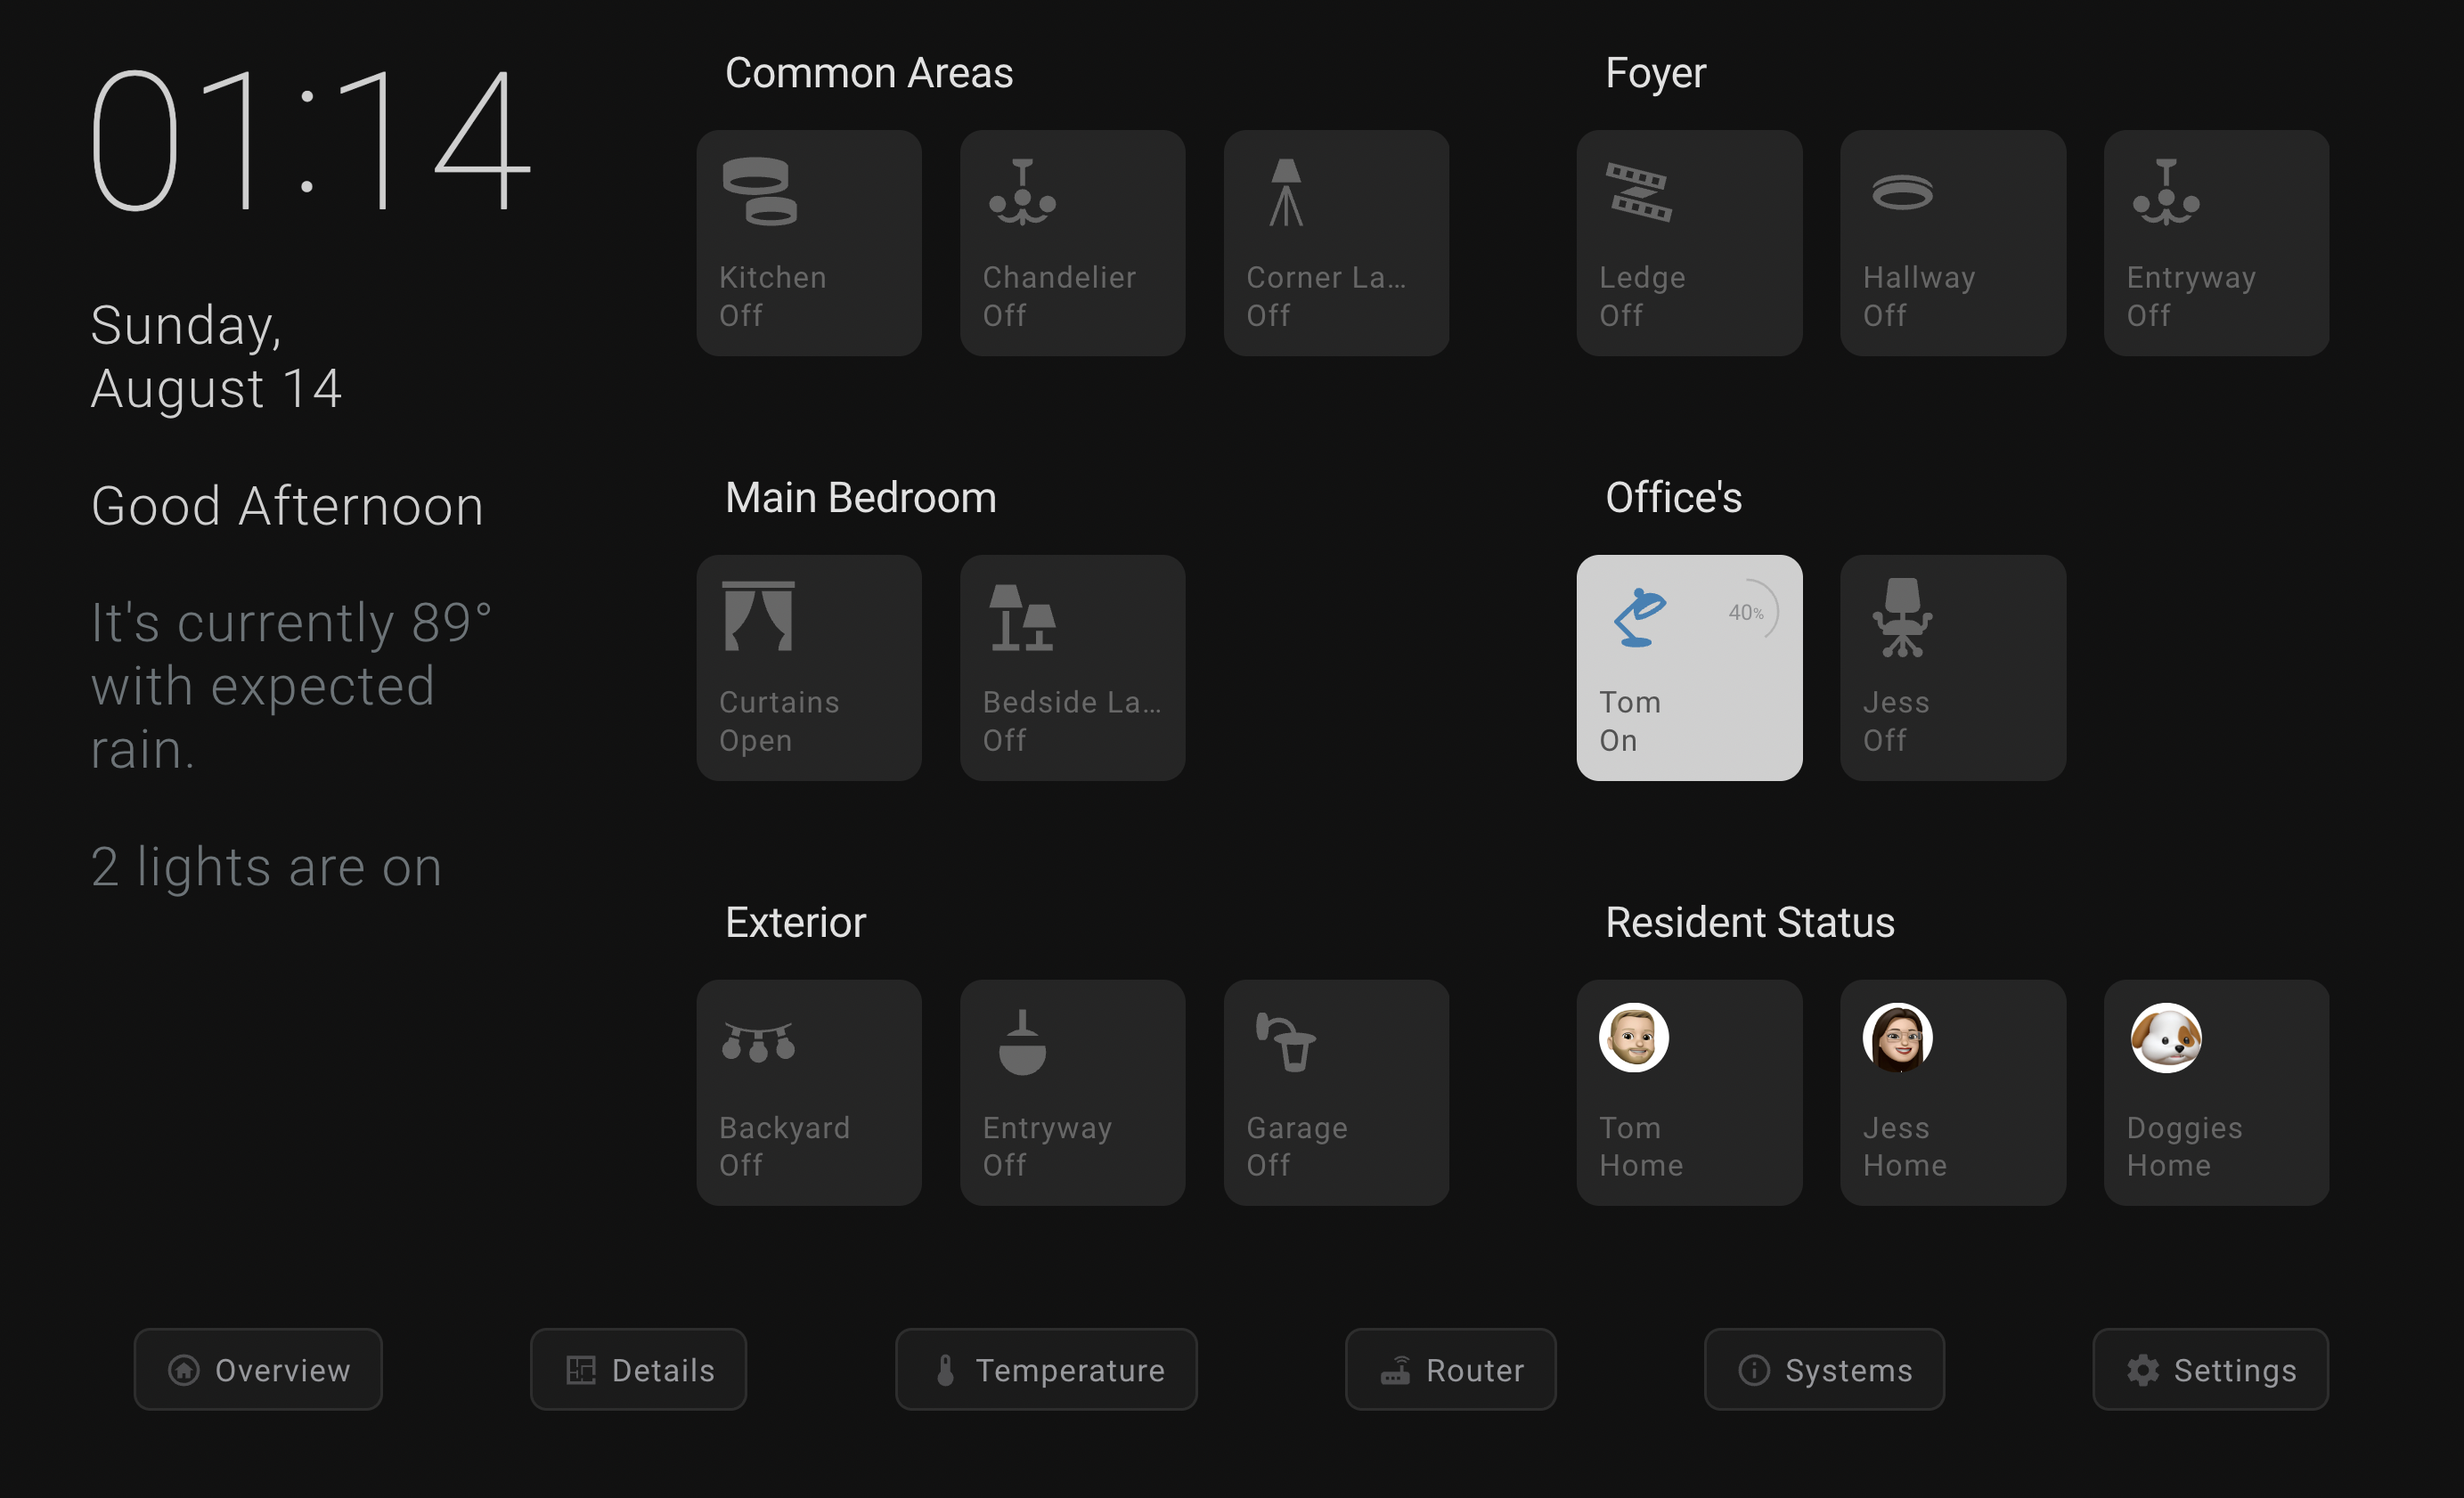 01:14
Sunday,
August 14
Good Afternoon
It's currently 89°
with expected
rain.
2 lights are on
Common Areas
Kitchen
Off
Chandelier
Off
Corner La...
Off
Foyer
Ledge
Off
Hallway
Off
Entryway
Off
Main Bedroom
Curtains
Open
Bedside La...
Off
Office's
40%
Tom
On
Jess
Off
Exterior
Backyard
Off
Entryway
Off
Garage
Off
Resident Status
Tom
Home
Jess
Home
Doggies
Home
Overview
Details
Temperature
Router
Systems
Settings